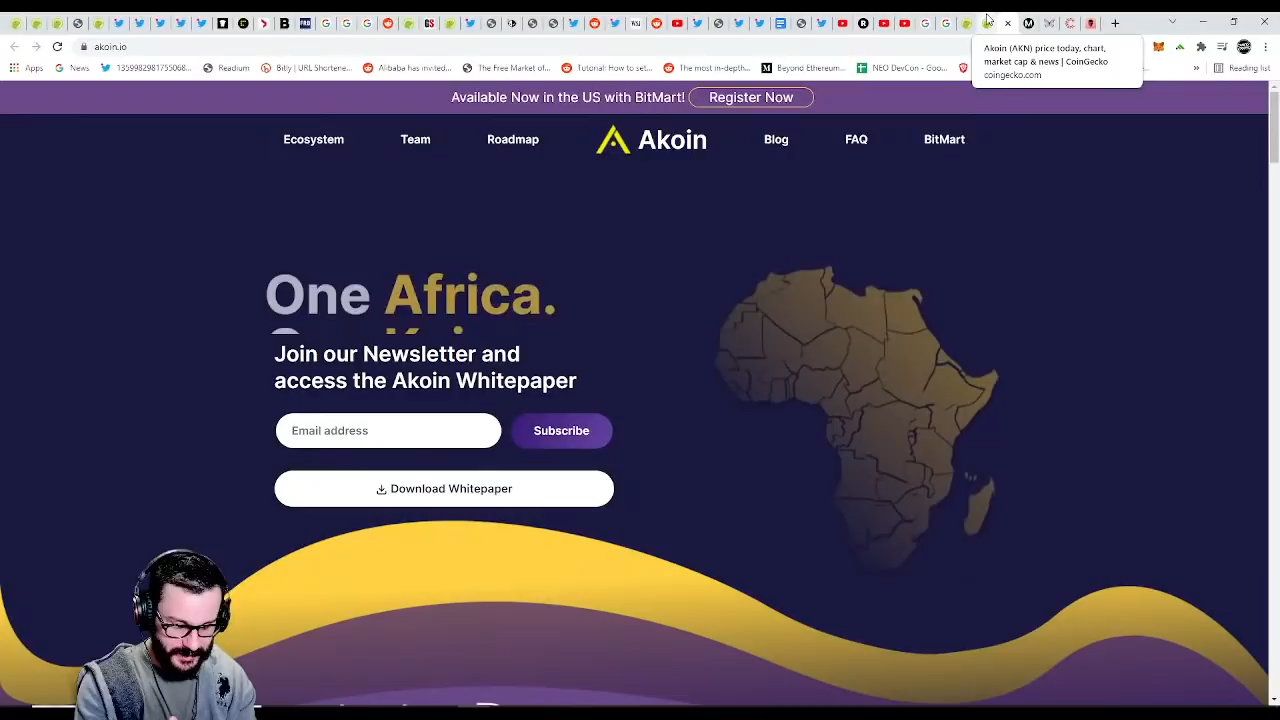 akoin.io
Akoin (AKN) price today, chart,
market cap & news | CoinGecko
coingecko.com
Apps
News
1359982981755068...
Readium
Bitly | URL Shortene...
Alibaba has invited...
The Free Market of...
Tutorial: How to set...
The most in-depth...
Beyond Ethereum...
NEO DevCon - Goo...
Reading list
Available Now in the US with BitMart!
Register Now
Ecosystem
Team
Roadmap
Akoin
Blog
FAQ
BitMart
One Africa.
Join our Newsletter and
access the Akoin Whitepaper
Email address
Subscribe
Download Whitepaper